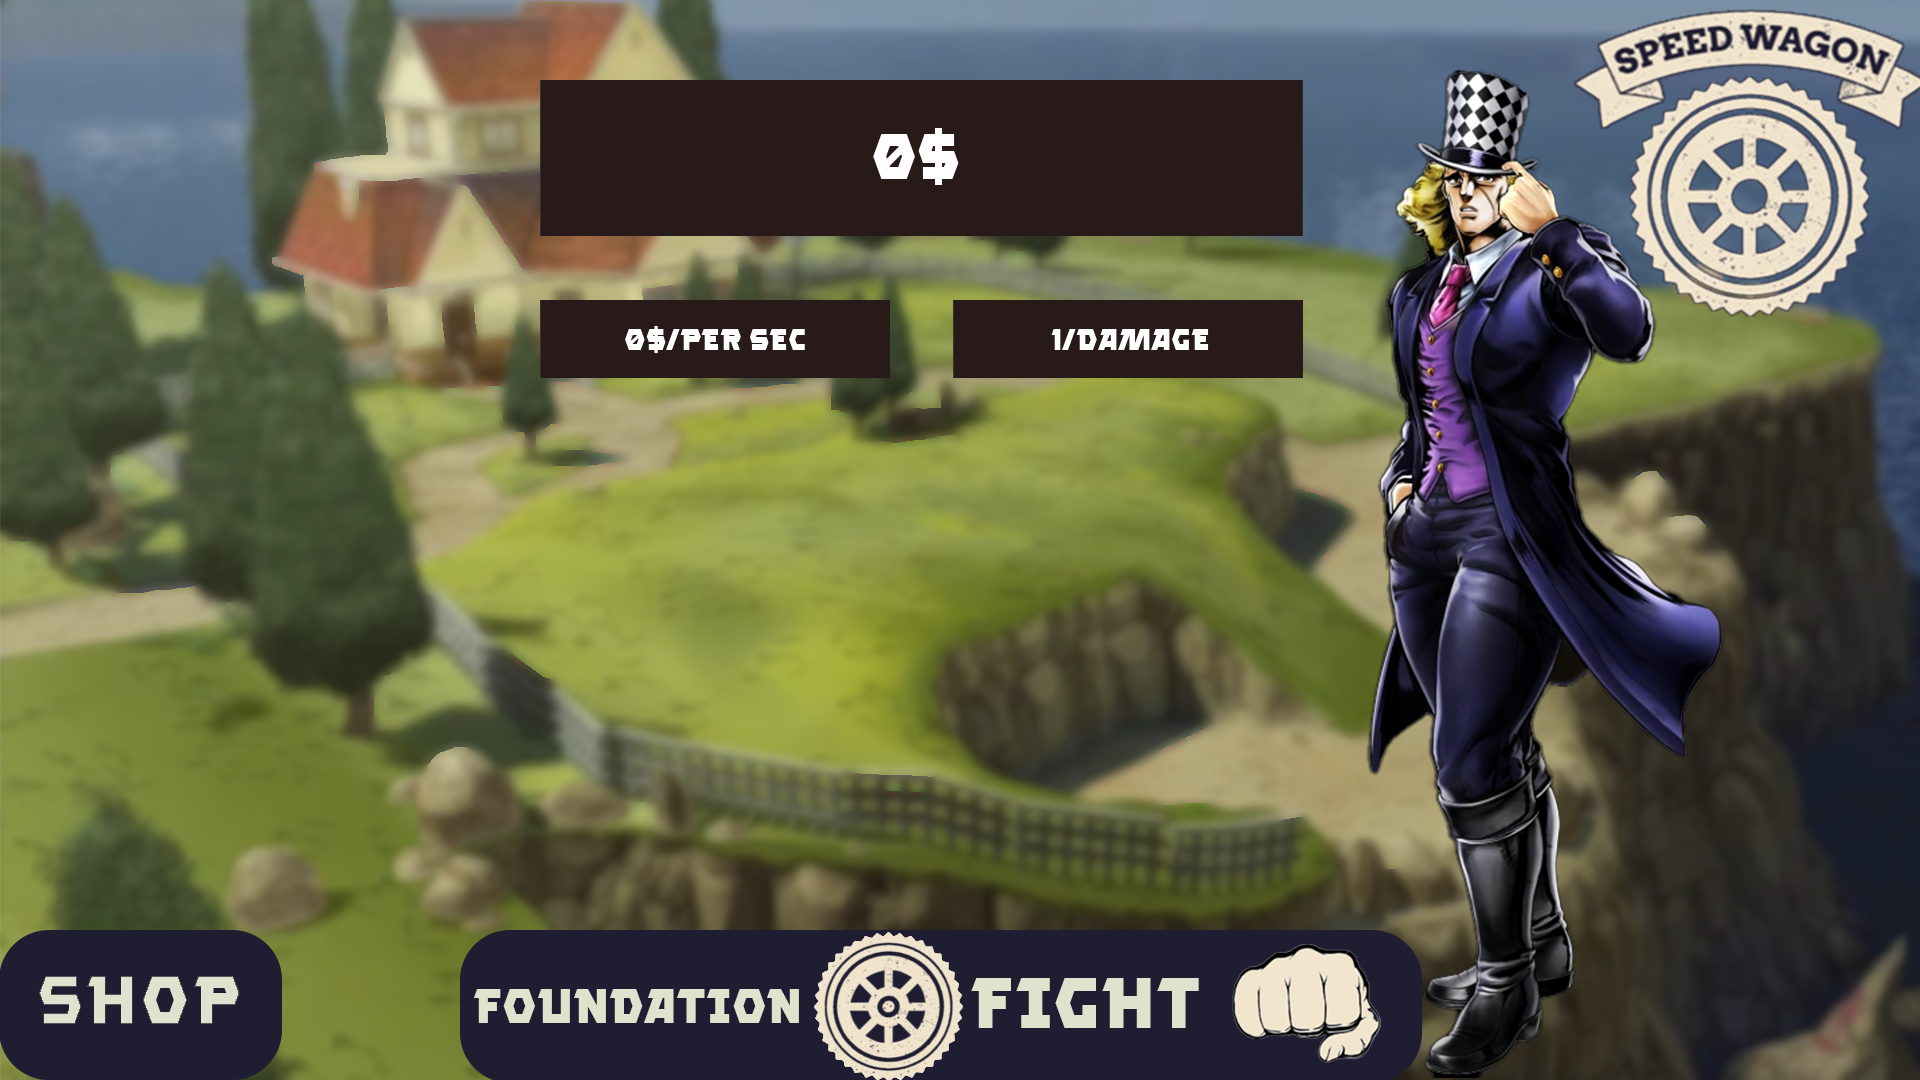 SPEED WAGON
0$
0$/PER SEC
1/DAMAGE
SHOP
FOUNDATION
FIGHT